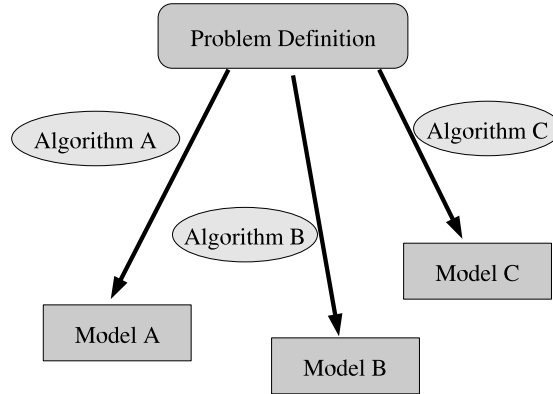 Problem Definition
Algorithm A
Algorithm C
Algorithm B
Model C
Model A
Model B